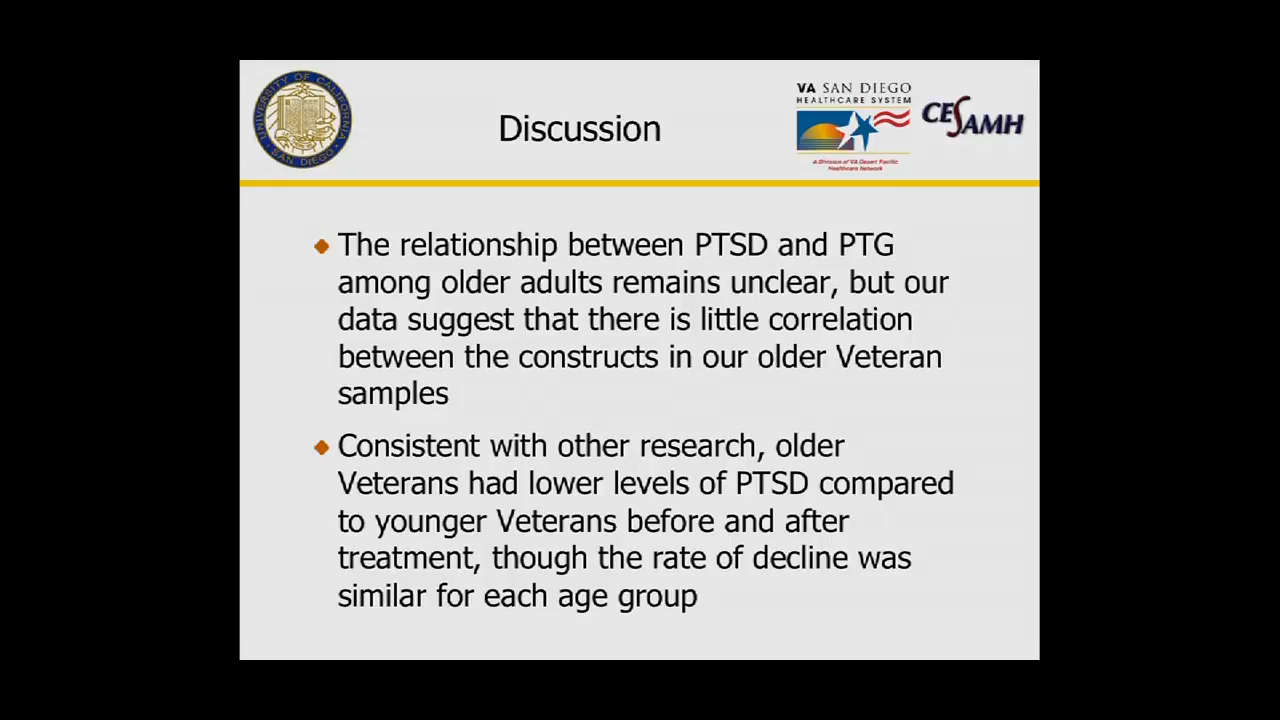 UNIVERSITY OF CALIFORNIA
SAN DIEGO
Discussion
VA SAN DIEGO
HEALTHCARE SYSTEM
A Division of VA Desert Pacific
Healthcare Network
CESAMH
The relationship between PTSD and PTG
among older adults remains unclear, but our
data suggest that there is little correlation
between the constructs in our older Veteran
samples
Consistent with other research, older
Veterans had lower levels of PTSD compared
to younger Veterans before and after
treatment, though the rate of decline was
similar for each age group